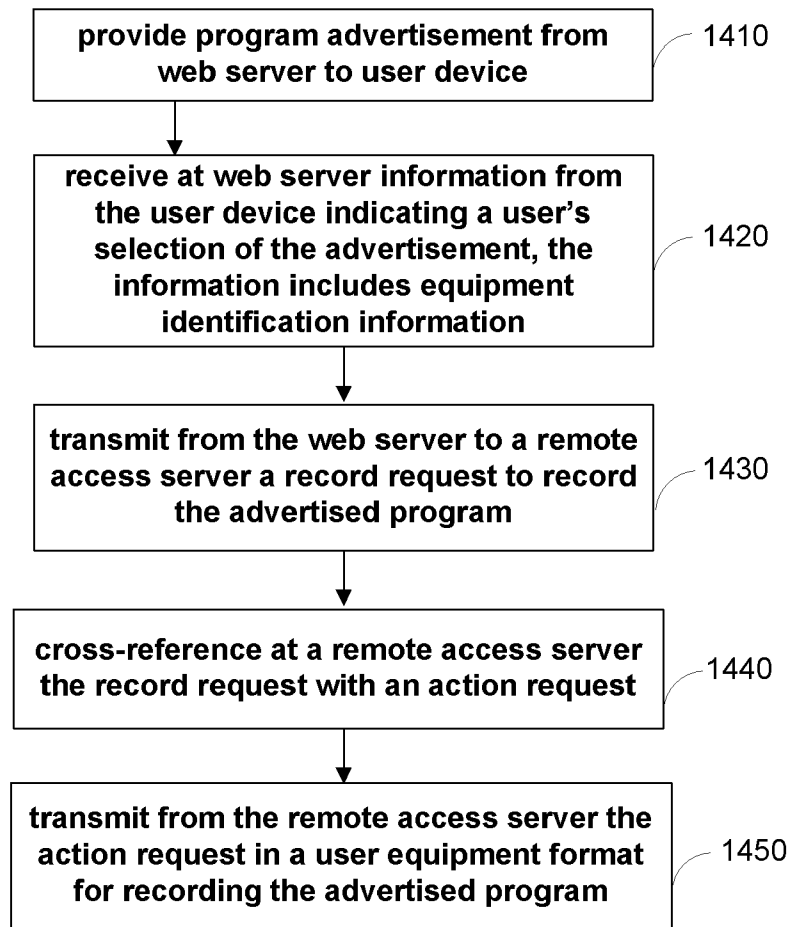 provide program advertisement from
web server to user device
1410
receive at web server information from
the user device indicating a user’s
selection of the advertisement, the
information includes equipment
identification information
1420
transmit from the web server to a remote
access server a record request to record
the advertised program
1430
cross-reference at a remote access server
the record request with an action request
1440
transmit from the remote access server the
action request in a user equipment format
for recording the advertised program
1450